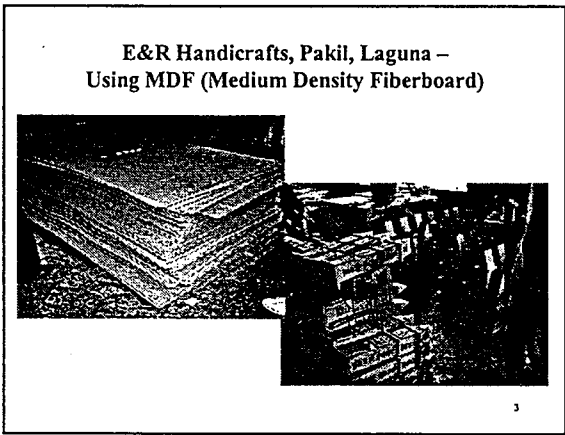 E&R Handicrafts, Pakil, Laguna –
Using MDF (Medium Density Fiberboard)
3